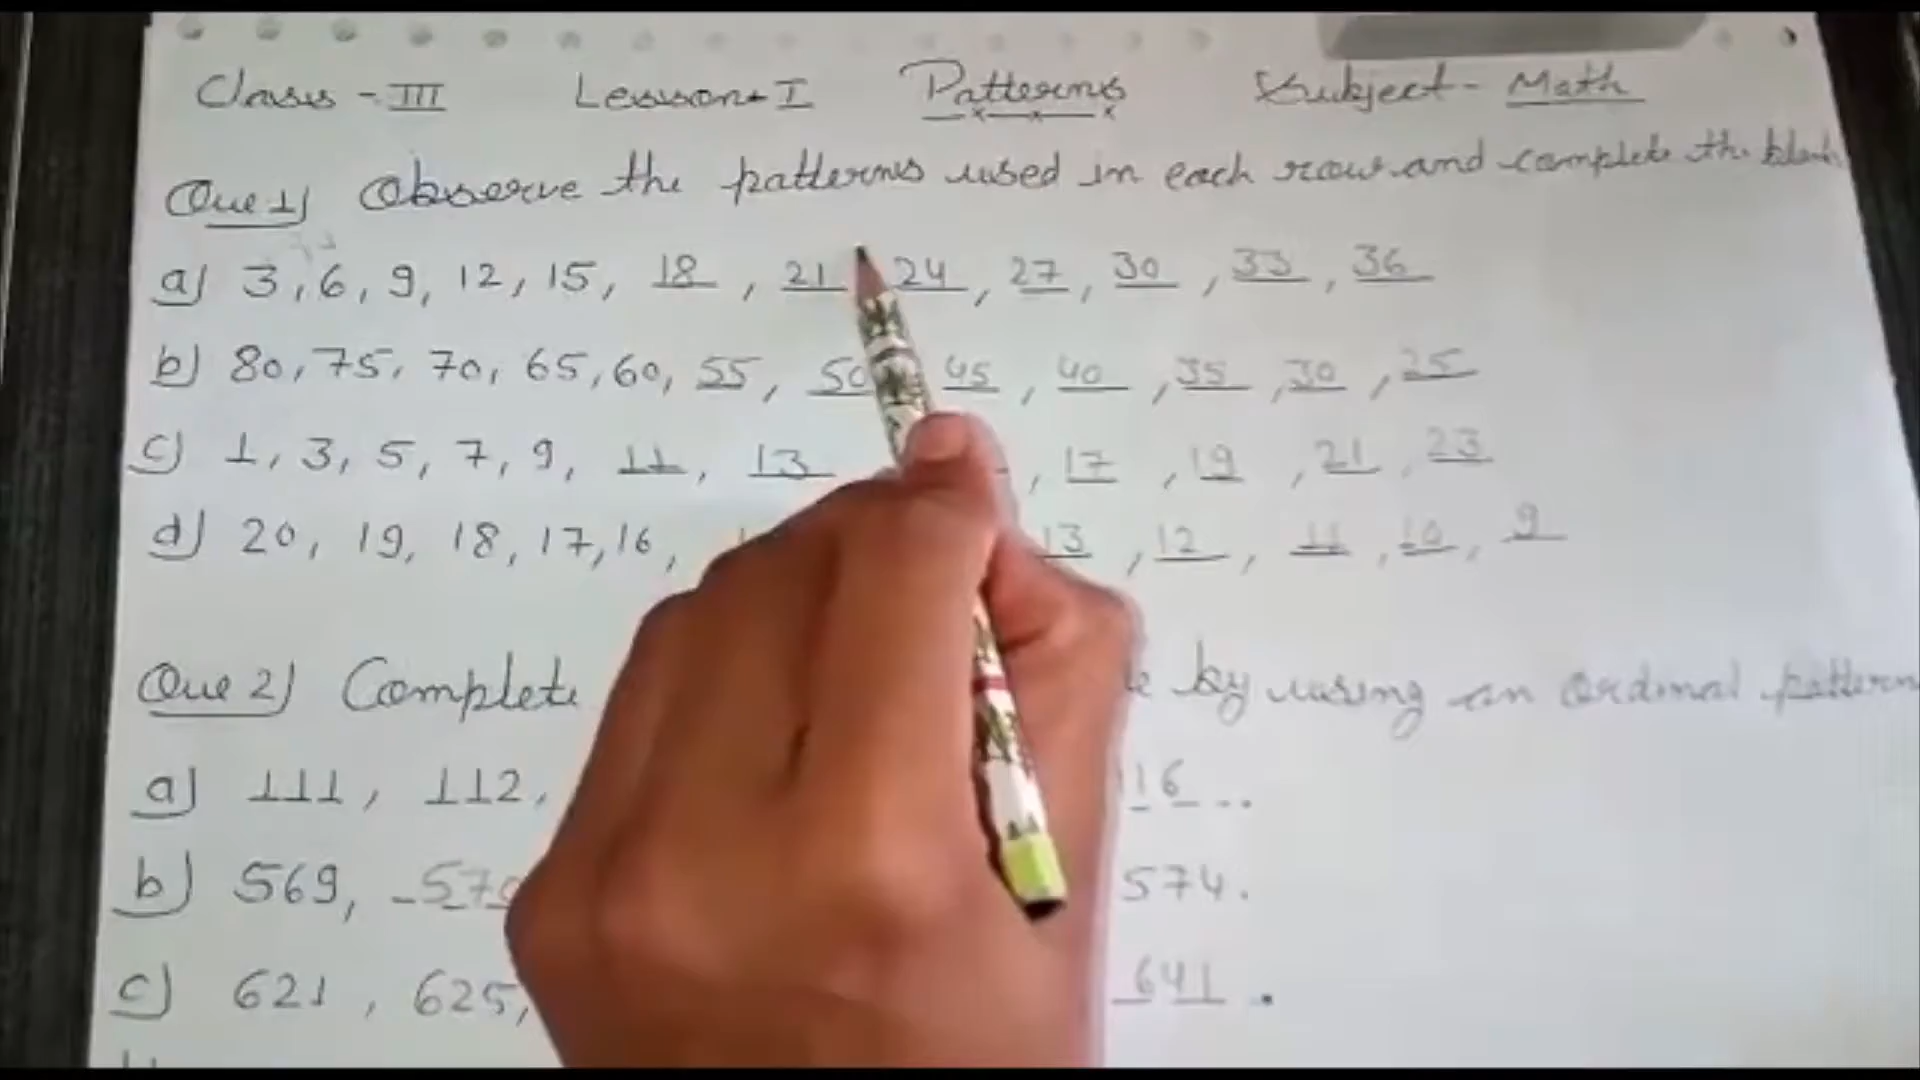 Class - III Lesson-I Patterns Subject - Math
Que 1) Observe the patterns used in each row and complete the blank
a) 3, 6, 9, 12, 15, 18, 21 24, 27, 30, 33, 36
b) 80, 75, 70, 65, 60, 55, 50 45, 40, 35, 30, 25
c) 1, 3, 5, 7, 9, 11, 13 , 17, 19, 21, 23
d) 20, 19, 18, 17, 16, 13, 12, 11, 10, 9
Que 2) Complete by using an ordinal pattern
a) 111, 112, 16...
b) 569, 570 574.
c) 621, 625, 641.